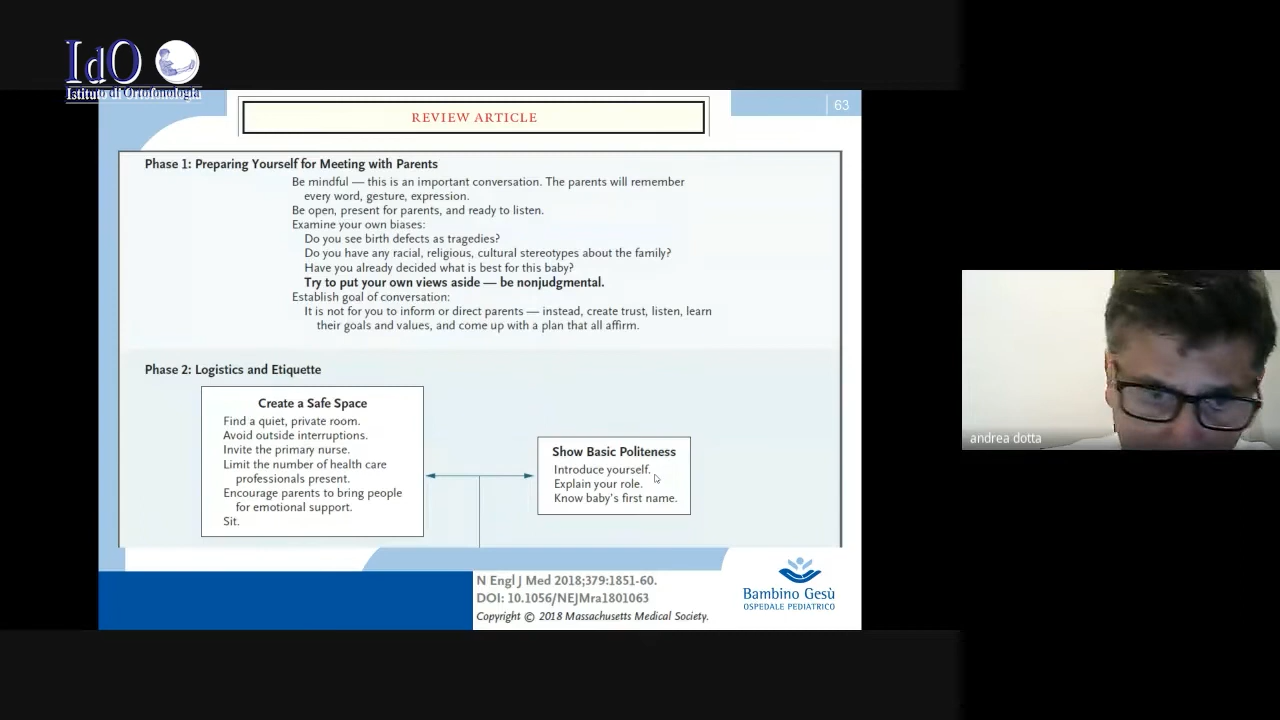 IdO
Istituto di Ortofonologia
REVIEW ARTICLE
63
Phase 1: Preparing Yourself for Meeting with Parents
Be mindful — this is an important conversation. The parents will remember
every word, gesture, expression.
Be open, present for parents, and ready to listen.
Examine your own biases:
Do you see birth defects as tragedies?
Do you have any racial, religious, cultural stereotypes about the family?
Have you already decided what is best for this baby?
Try to put your own views aside — be nonjudgmental.
Establish goal of conversation:
It is not for you to inform or direct parents — instead, create trust, listen, learn
their goals and values, and come up with a plan that all affirm.
Phase 2: Logistics and Etiquette
Create a Safe Space
Find a quiet, private room.
Avoid outside interruptions.
Invite the primary nurse.
Limit the number of health care
professionals present.
Encourage parents to bring people
for emotional support.
Sit.
Show Basic Politeness
Introduce yourself.
Explain your role.
Know baby's first name.
andrea dotta
N Engl J Med 2018;379:1851-60.
DOI: 10.1056/NEJMra1801063
Copyright © 2018 Massachusetts Medical Society.
Bambino Gesù
OSPEDALE PEDIATRICO